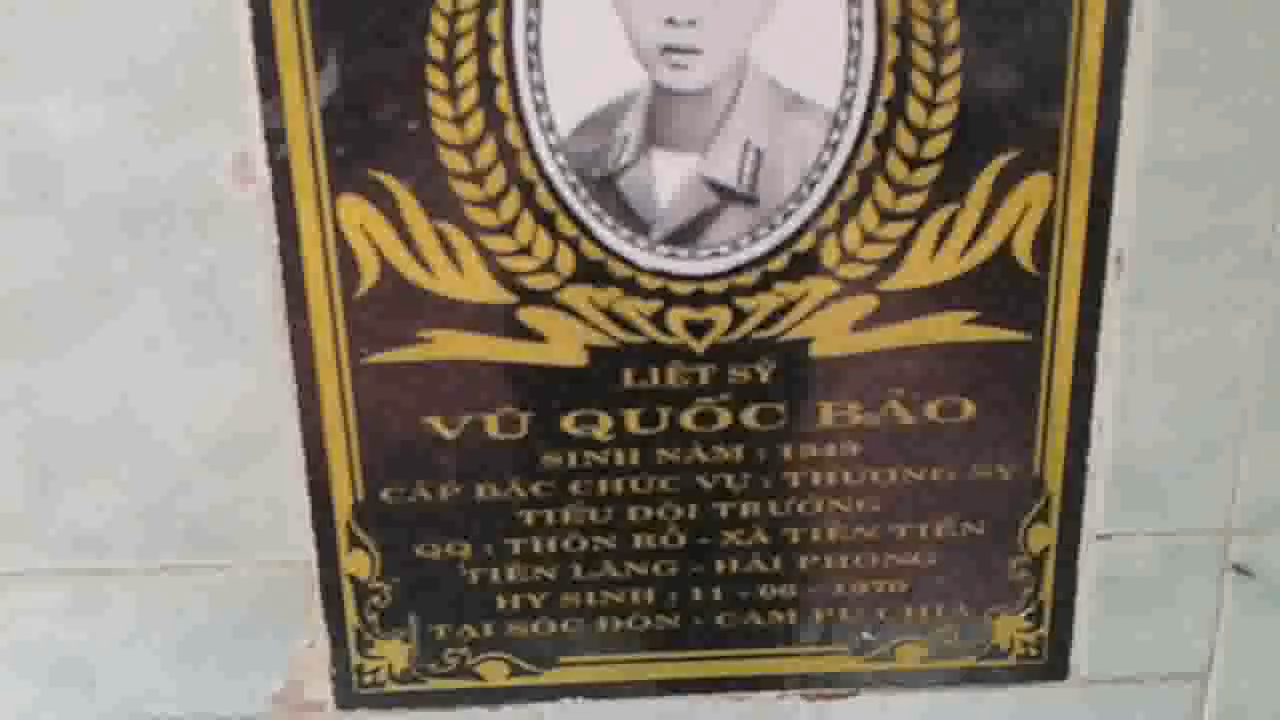 LIỆT SỸ
VŨ QUỐC BẢO
SINH NĂM : 1949
CẤP BẬC CHỨC VỤ : THƯỢNG SỸ
TIỂU ĐỘI TRƯỞNG
QQ : THÔN RỖ - XÃ TIÊN TIẾN
TIÊN LÃNG - HẢI PHÒNG
HY SINH : 11 - 06 - 1970
TẠI SÓC ĐÔN - CAM PU CHIA